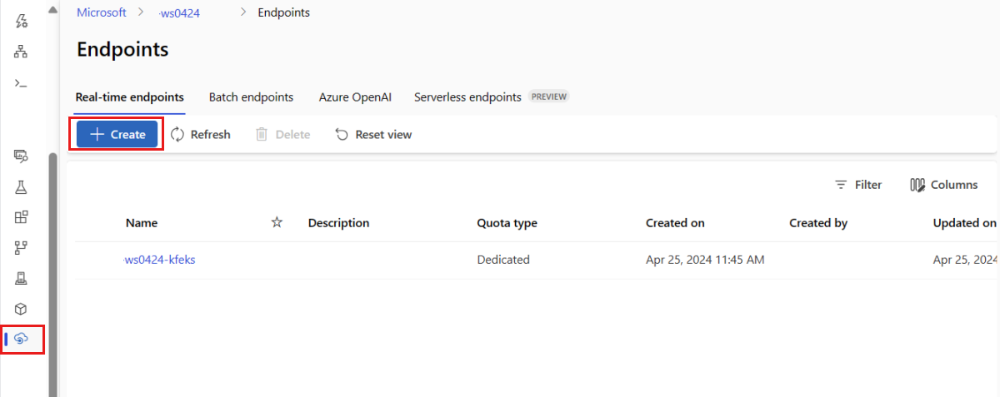 Microsoft > ws0424 > Endpoints
Endpoints
Real-time endpoints Batch endpoints Azure OpenAI Serverless endpoints PREVIEW
+ Create Refresh Delete Reset view
Filter Columns
Name Description Quota type Created on Created by Updated on
ws0424-kfeks Dedicated Apr 25, 2024 11:45 AM Apr 25, 2024